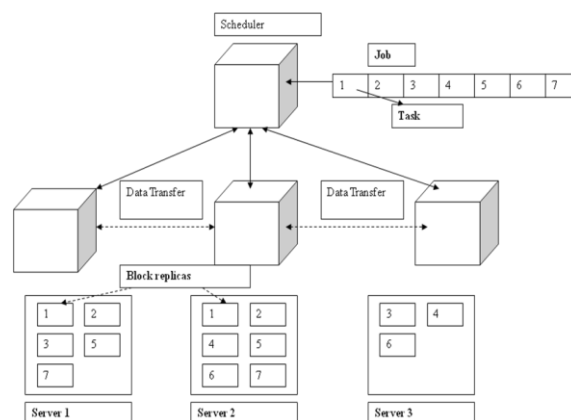 Scheduler
Job
1 2 3 4 5 6 7
Task
Data Transfer
Data Transfer
Block replicas
1 2
3 5
7
1 2
4 5
6 7
3 4
6
Server 1
Server 2
Server 3